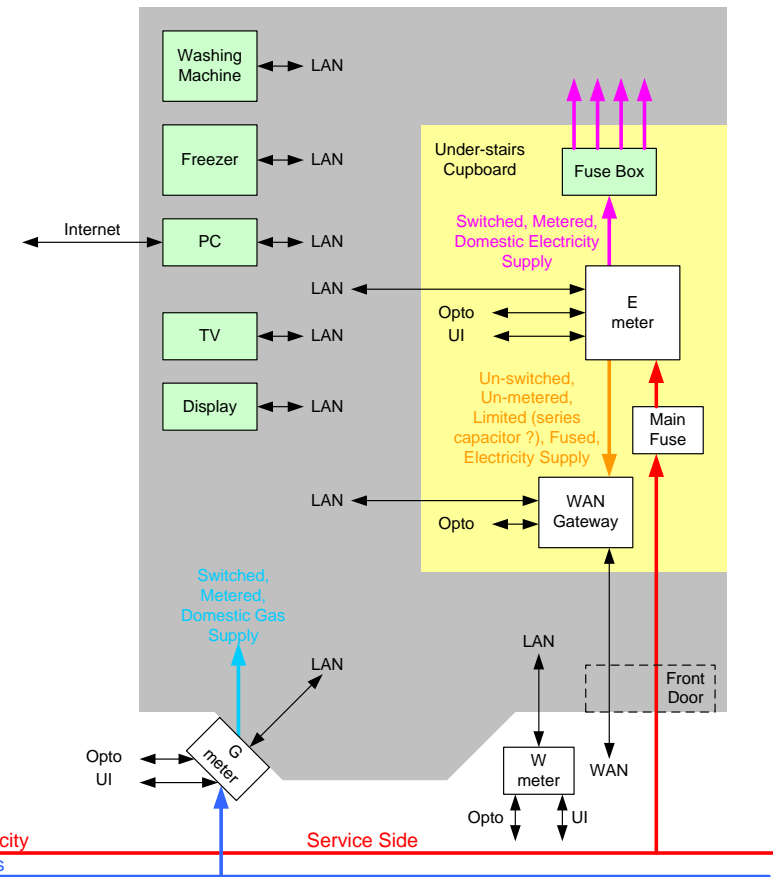 Washing
Machine
LAN
Freezer
LAN
Under-stairs
Cupboard
Fuse Box
Internet
PC
LAN
Switched, Metered,
Domestic Electricity
Supply
LAN
E
meter
Opto
UI
TV
LAN
Un-switched,
Un-metered,
Limited (series
capacitor ?), Fused,
Electricity Supply
Display
LAN
Main
Fuse
LAN
WAN
Gateway
Opto
Switched,
Metered,
Domestic Gas
Supply
LAN
LAN
Front
Door
G
meter
Opto
UI
W
meter
WAN
Opto
UI
city
Service Side
s